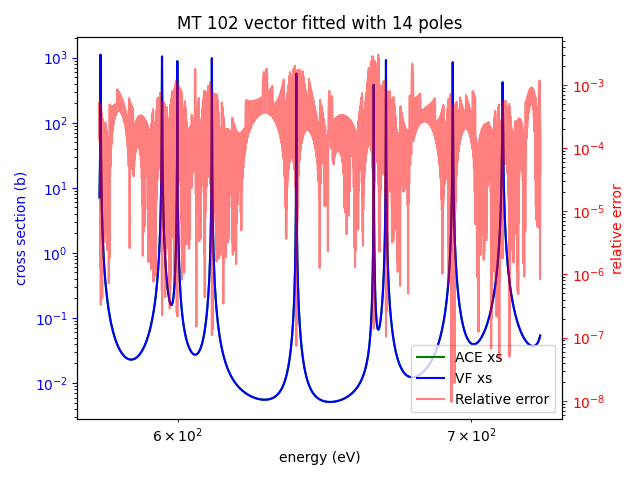 MT 102 vector fitted with 14 poles
10³
10²
10¹
10⁰
10⁻¹
10⁻²
cross section (b)
10⁻³
10⁻⁴
10⁻⁵
10⁻⁶
10⁻⁷
10⁻⁸
relative error
ACE xs
VF xs
Relative error
6 × 10² 7 × 10²
energy (eV)